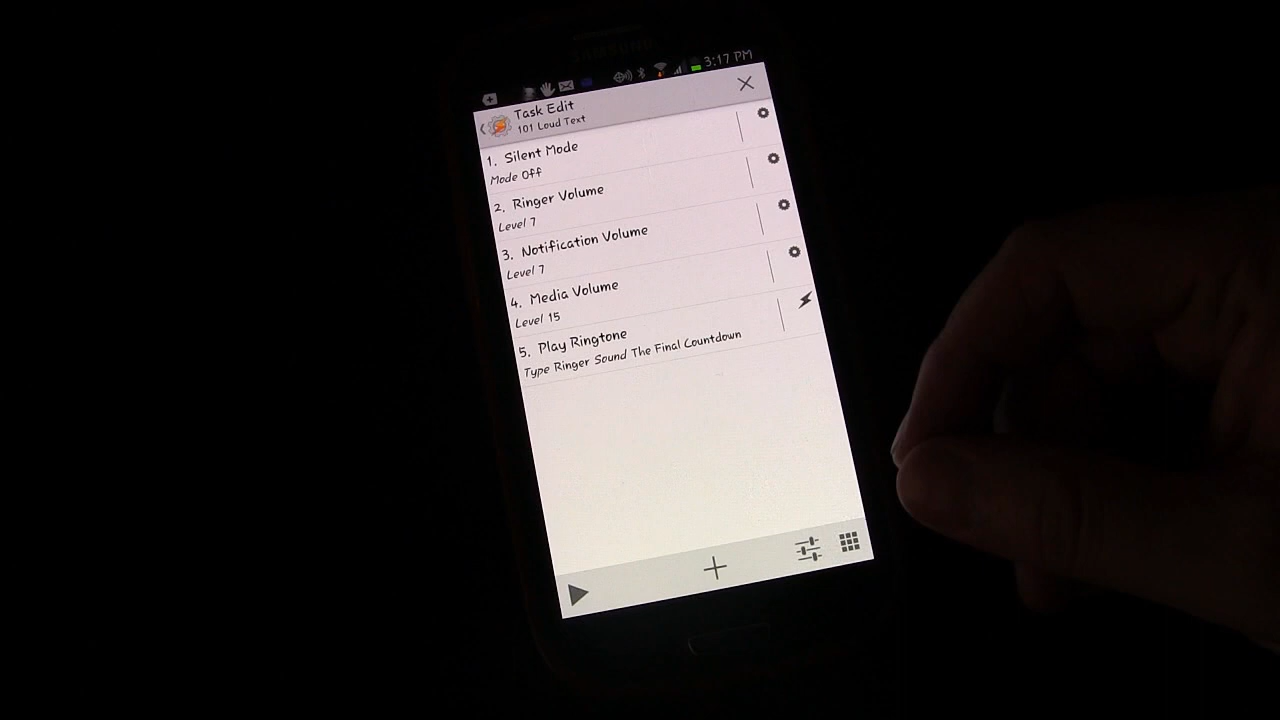 SAMSUNG
3:17 PM
Task Edit
101 Loud Text
1. Silent Mode
Mode Off
2. Ringer Volume
Level 7
3. Notification Volume
Level 7
4. Media Volume
Level 15
5. Play Ringtone
Type Ringer Sound The Final Countdown